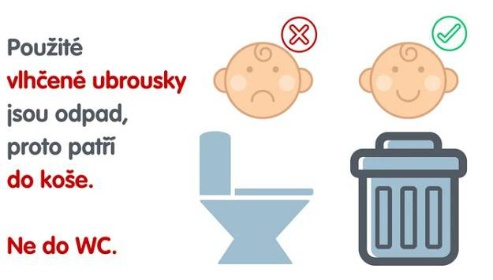 Použité
vlhčené ubrousky
jsou odpad,
proto patří
do koše.
Ne do WC.